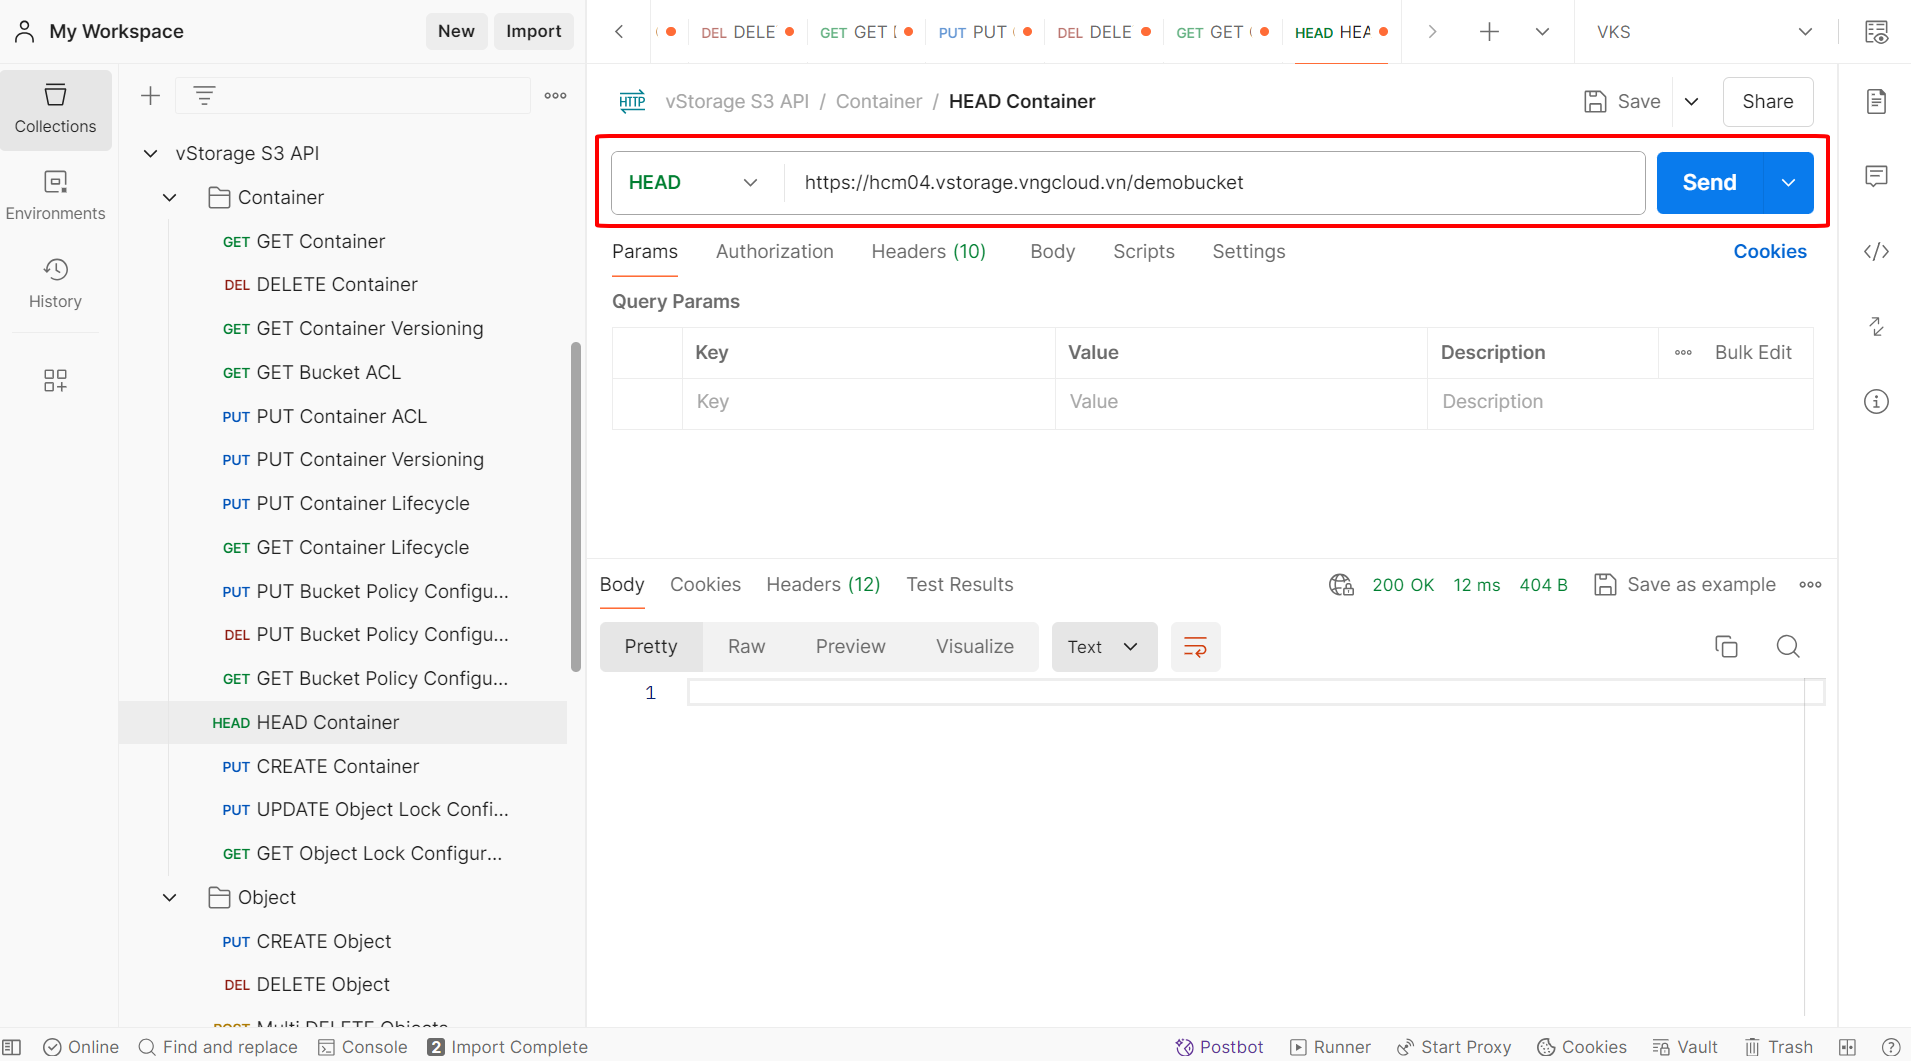 My Workspace
New
Import
DEL DELE
GET GET
PUT PUT
DEL DELE
GET GET
HEAD HEA
VKS
Collections
Environments
History
vStorage S3 API
Container
GET GET Container
DEL DELETE Container
GET GET Container Versioning
GET GET Bucket ACL
PUT PUT Container ACL
PUT PUT Container Versioning
PUT PUT Container Lifecycle
GET GET Container Lifecycle
PUT PUT Bucket Policy Configu...
DEL PUT Bucket Policy Configu...
GET GET Bucket Policy Configu...
HEAD HEAD Container
PUT CREATE Container
PUT UPDATE Object Lock Confi...
GET GET Object Lock Configur...
Object
PUT CREATE Object
DEL DELETE Object
POST Multi DELETE Objects
HTTP vStorage S3 API / Container / HEAD Container
Save
Share
HEAD
https://hcm04.vstorage.vngcloud.vn/demobucket
Send
Params Authorization Headers (10) Body Scripts Settings
Cookies
Query Params
Key Value Description Bulk Edit
Key Value Description
Body Cookies Headers (12) Test Results
200 OK 12 ms 404 B Save as example
Pretty Raw Preview Visualize Text
1
Online Find and replace Console 2 Import Complete
Postbot Runner Start Proxy Cookies Vault Trash